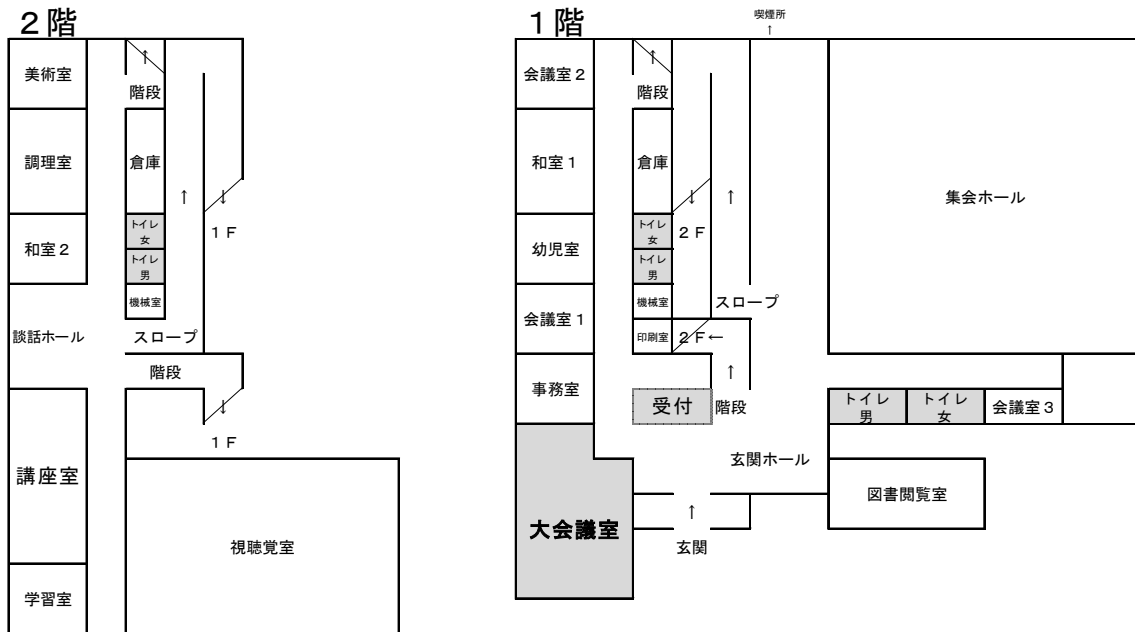 ２階
美術室
↑
階段
調理室
倉庫
↑
↓
トイレ
女
1F
和室２
トイレ
男
機械室
談話ホール
スロープ
階段
↓
1F
講座室
視聴覚室
学習室
１階
喫煙所
↑
会議室２
↑
階段
和室１
倉庫
↓
↑
集会ホール
トイレ
女
2F
幼児室
トイレ
男
機械室
スロープ
会議室１
印刷室
2F←
事務室
↑
受付
階段
トイレ
男
トイレ
女
会議室３
玄関ホール
図書閲覧室
↑
大会議室
玄関